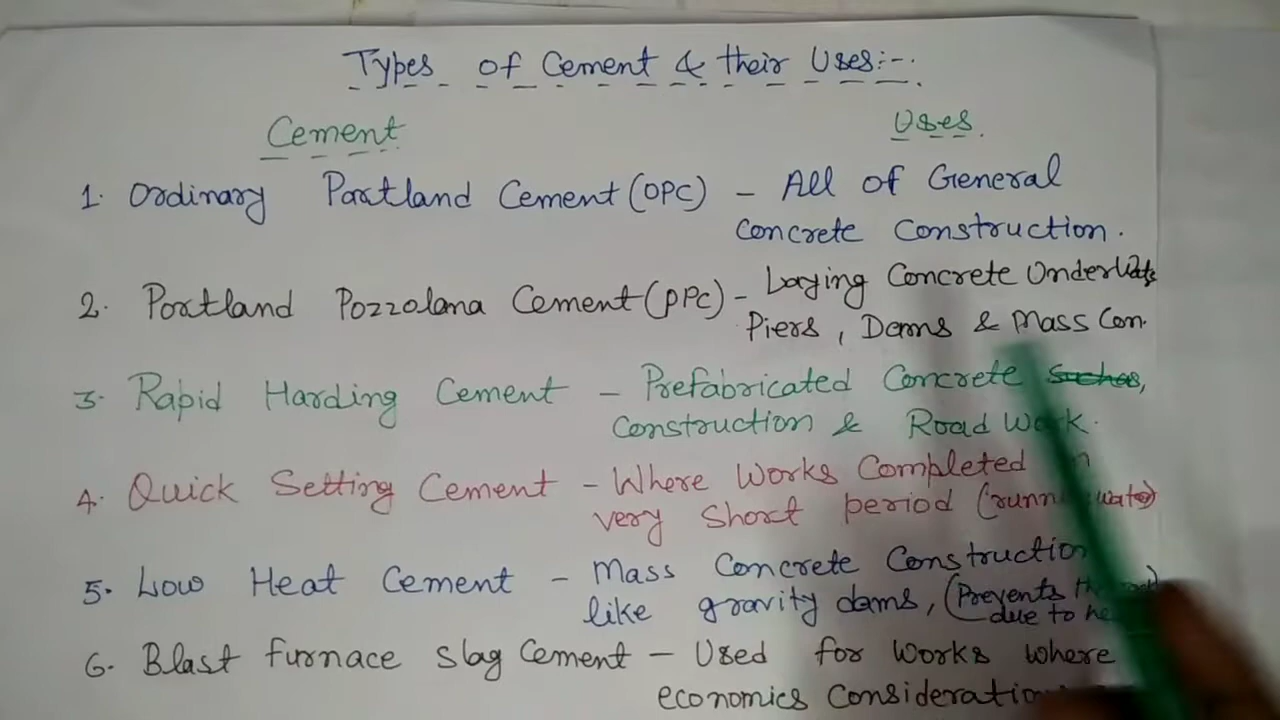 Types of Cement & their Uses:-
Cement Uses.
1. Ordinary Portland Cement (OPC) - All of General
Concrete Construction.
2. Portland Pozzolana Cement (PPC) - Laying Concrete Under
Piers, Dams & Mass Con.
3. Rapid Harding Cement - Prefabricated Concrete
Construction & Road Work.
4. Quick Setting Cement - Where Works Completed
very Short period
5. Low Heat Cement - Mass Concrete Construction
like gravity dams, (Prevents
due to
6. Blast furnace slag Cement - Used for Works where
economics